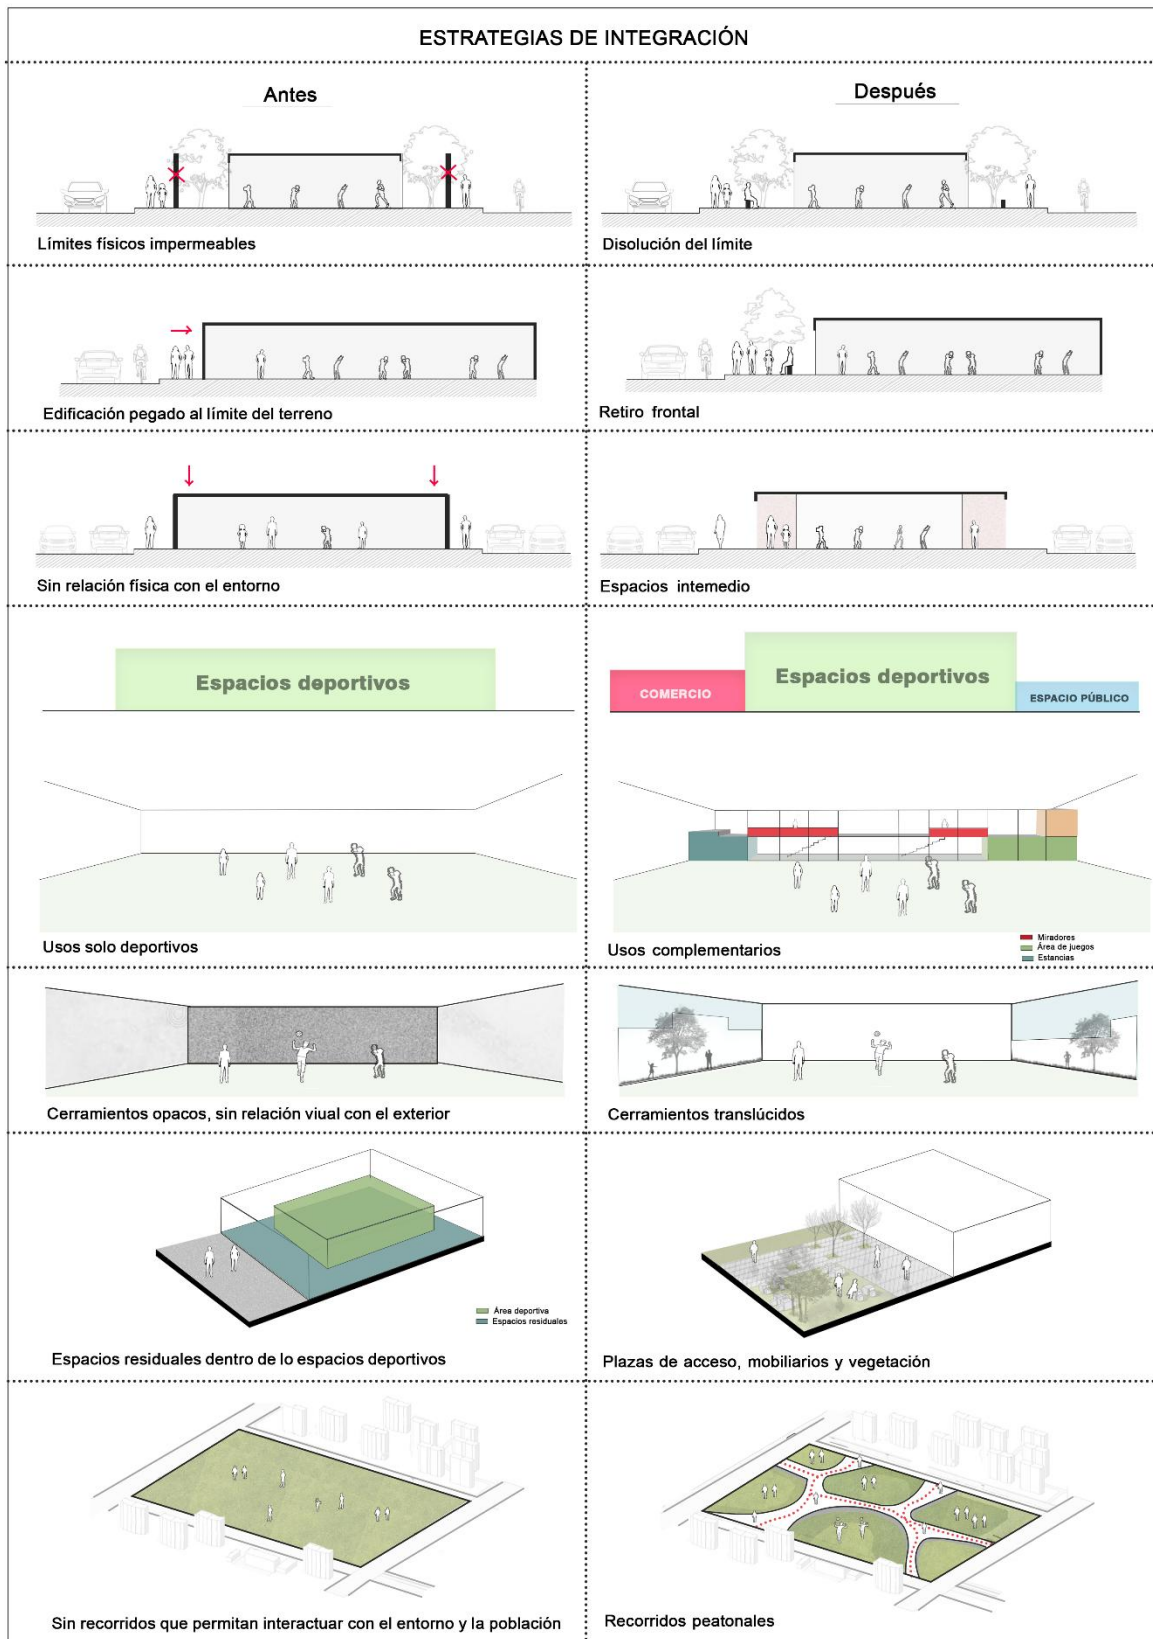 ESTRATEGIAS DE INTEGRACIÓN
Antes
Después
Límites físicos impermeables
Disolución del límite
Edificación pegado al límite del terreno
Retiro frontal
Sin relación física con el entorno
Espacios intemedio
Espacios deportivos
COMERCIO
Espacios deportivos
ESPACIO PÚBLICO
Usos solo deportivos
Usos complementarios
Miradores
Área de juegos
Estancias
Cerramientos opacos, sin relación viual con el exterior
Cerramientos translúcidos
Área deportiva
Espacios residuales
Espacios residuales dentro de lo espacios deportivos
Plazas de acceso, mobiliarios y vegetación
Sin recorridos que permitan interactuar con el entorno y la población
Recorridos peatonales